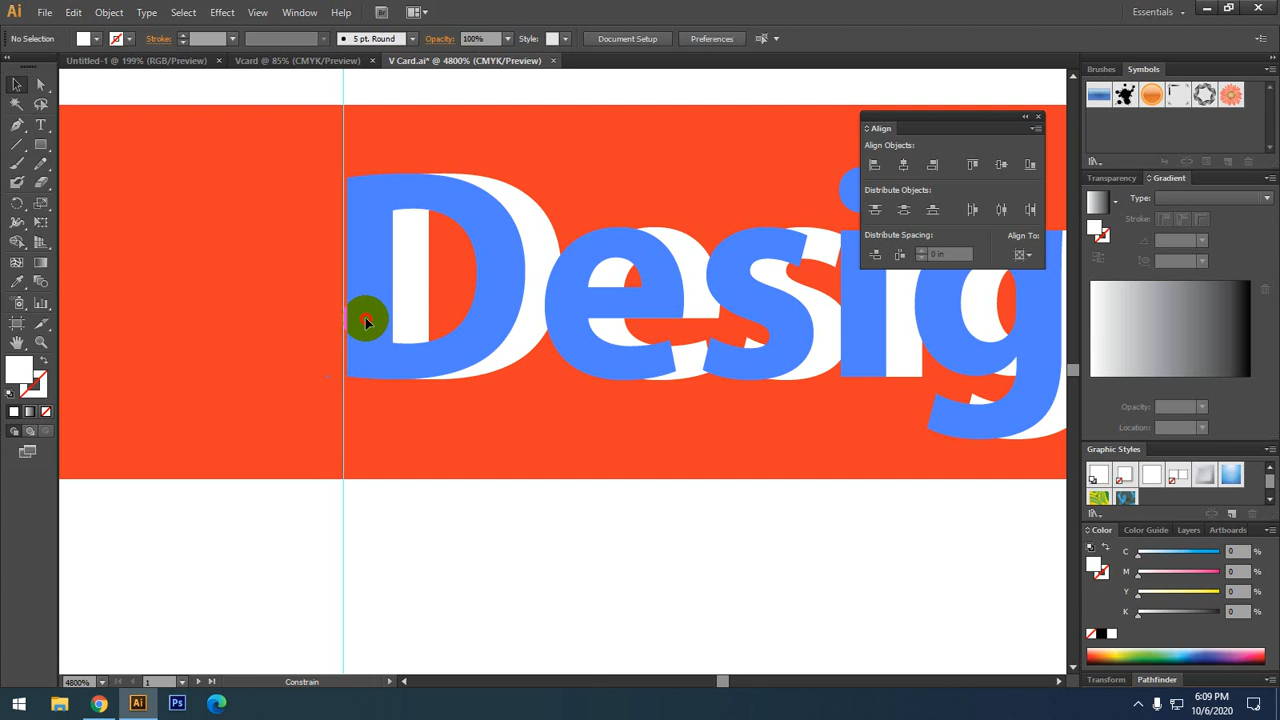 Ai File Edit Object Type Select Effect View Window Help Br Essentials
No Selection Stroke: 5 pt. Round Opacity: 100% Style: Document Setup Preferences
Untitled-1 @ 199% (RGB/Preview) × Vcard @ 85% (CMYK/Preview) × V Card.ai* @ 4800% (CMYK/Preview) ×
Brushes Symbols
Align
Align Objects:
Distribute Objects:
Distribute Spacing: Align To:
0 in
Desig
Transparency Gradient
Type:
Stroke:
Opacity:
Location:
Graphic Styles
Color Color Guide Layers Artboards
C 0 %
M 0 %
Y 0 %
K 0 %
Transform Pathfinder
4800% 1 Constrain
Ai Ps
6:09 PM
10/6/2020